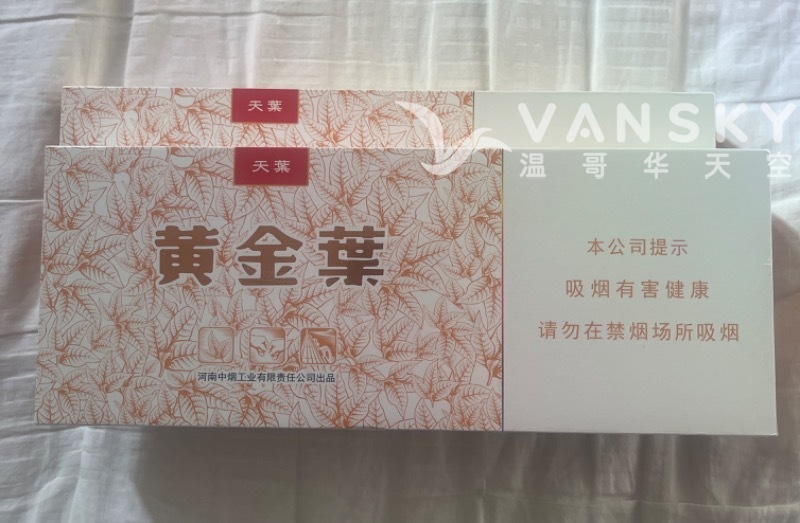 天葉
VANSKY
温哥华天空
天葉
黄金葉
河南中烟工业有限责任公司出品
本公司提示
吸烟有害健康
请勿在禁烟场所吸烟